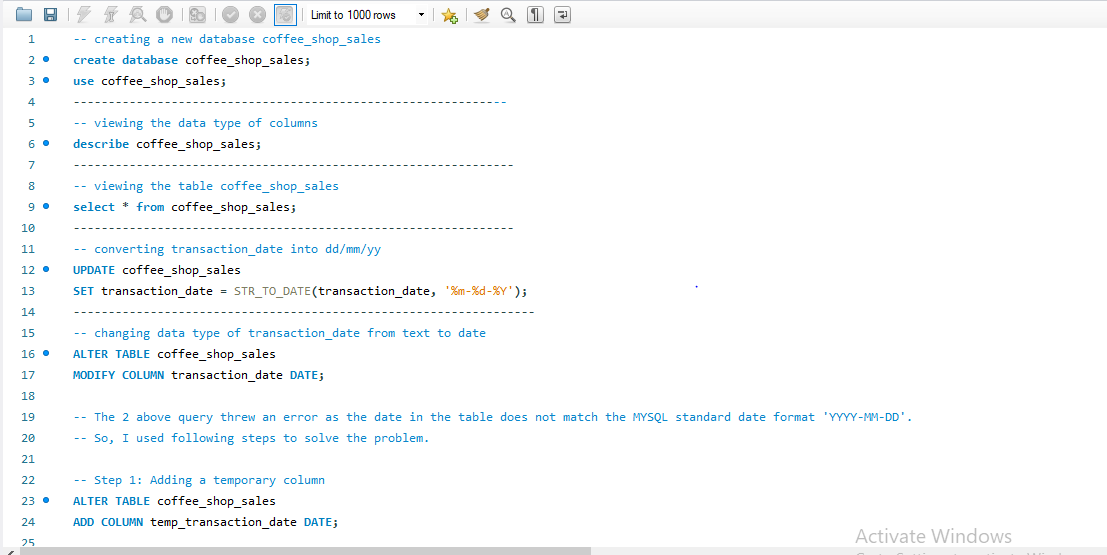 Limit to 1000 rows
1 -- creating a new database coffee_shop_sales
2 create database coffee_shop_sales;
3 use coffee_shop_sales;
4 --------------------------------------------------------------
5 -- viewing the data type of columns
6 describe coffee_shop_sales;
7 ---------------------------------------------------------------
8 -- viewing the table coffee_shop_sales
9 select * from coffee_shop_sales;
10 ---------------------------------------------------------------
11 -- converting transaction_date into dd/mm/yy
12 UPDATE coffee_shop_sales
13 SET transaction_date = STR_TO_DATE(transaction_date, '%m-%d-%Y');
14 ------------------------------------------------------------------
15 -- changing data type of transaction_date from text to date
16 ALTER TABLE coffee_shop_sales
17 MODIFY COLUMN transaction_date DATE;
18
19 -- The 2 above query threw an error as the date in the table does not match the MYSQL standard date format 'YYYY-MM-DD'.
20 -- So, I used following steps to solve the problem.
21
22 -- Step 1: Adding a temporary column
23 ALTER TABLE coffee_shop_sales
24 ADD COLUMN temp_transaction_date DATE;
25
Activate Windows